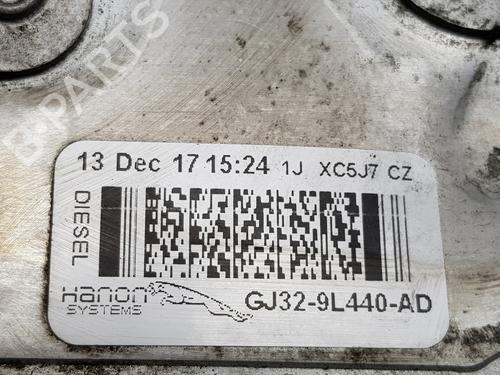 B-PARTS
13 Dec 17 15:24 1J XC5J7 CZ
DIESEL
Hanon
SYSTEMS
GJ32-9L440-AD